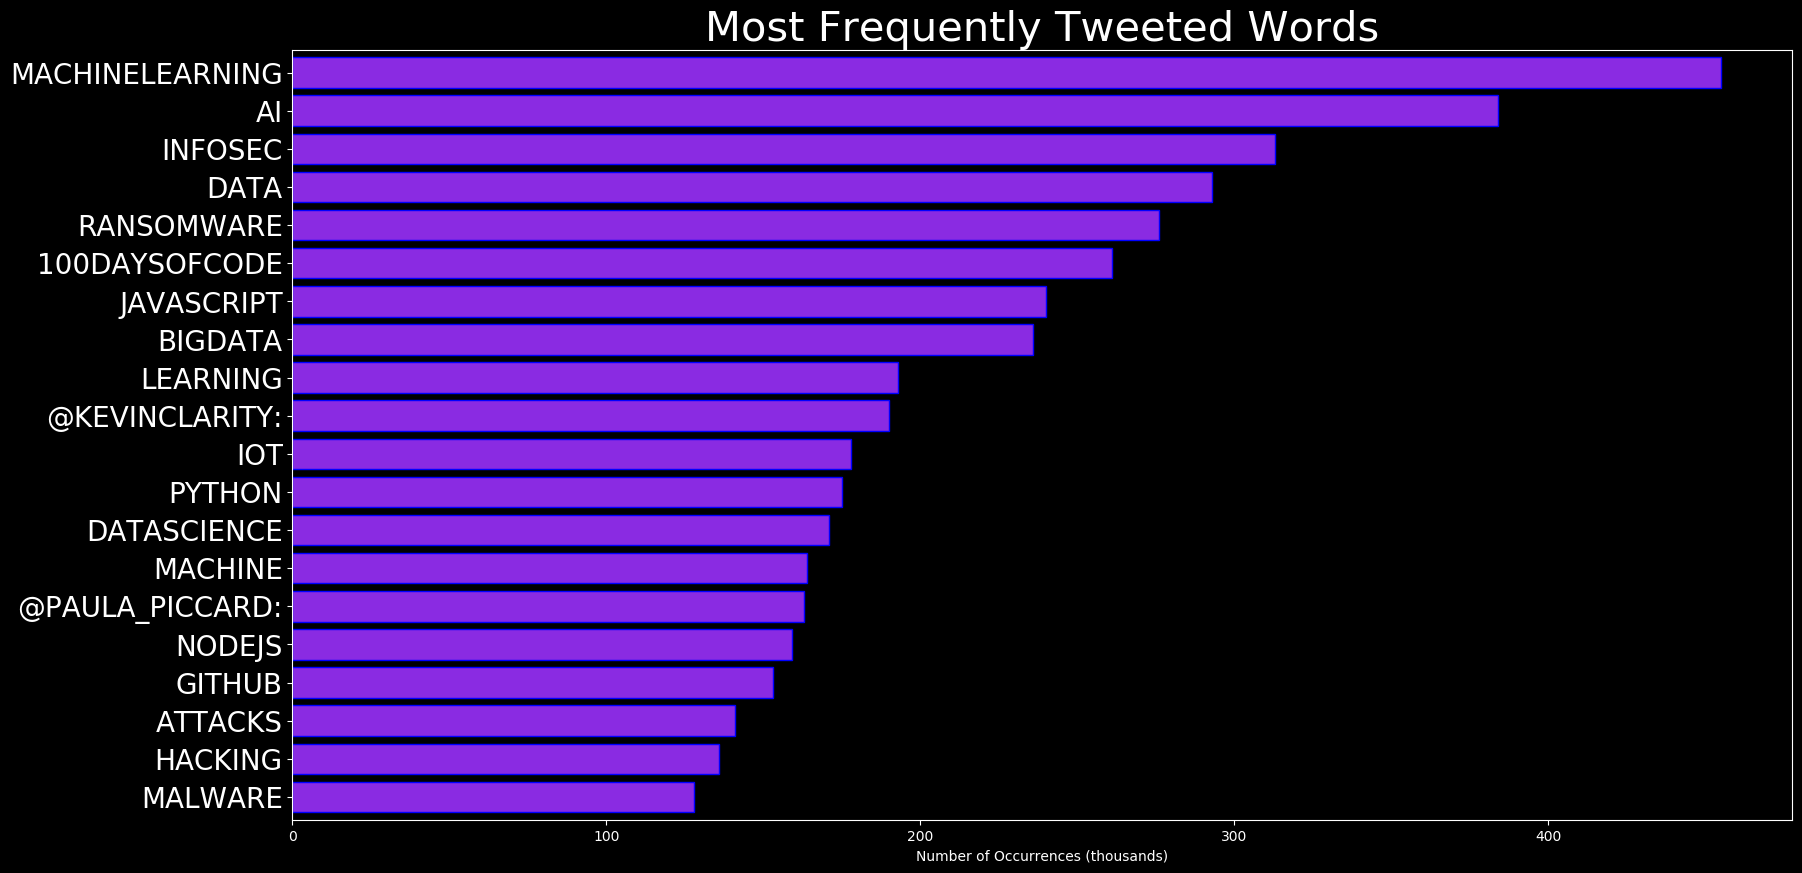 Most Frequently Tweeted Words
MACHINELEARNING
AI
INFOSEC
DATA
RANSOMWARE
100DAYSOFCODE
JAVASCRIPT
BIGDATA
LEARNING
@KEVINCLARITY:
IOT
PYTHON
DATASCIENCE
MACHINE
@PAULA_PICCARD:
NODEJS
GITHUB
ATTACKS
HACKING
MALWARE
0 100 200 300 400
Number of Occurrences (thousands)